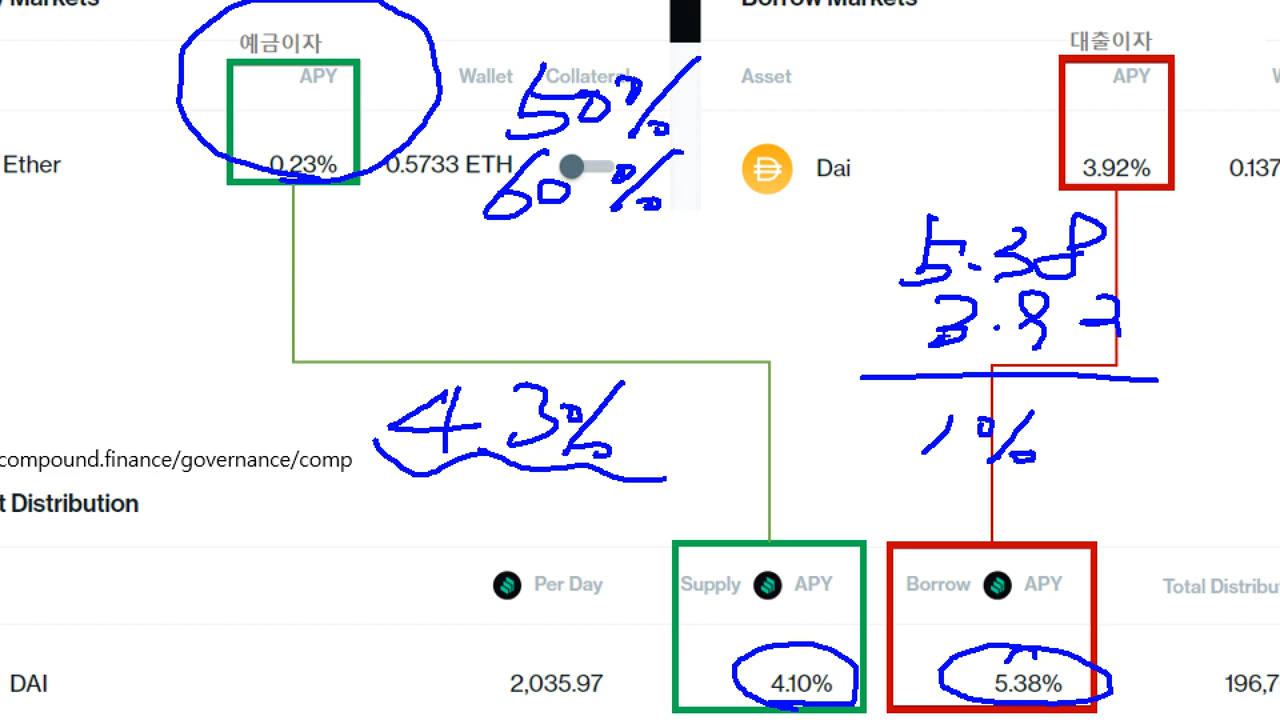 Markets
Borrow Markets
예금이자
대출이자
APY
Wallet
Collateral
Asset
APY
50%
Ether
0.23%
0.5733 ETH
Dai
3.92%
0.137
60%
5.38
3.92
4.3%
1%
compound.finance/governance/comp
t Distribution
Per Day
Supply APY
Borrow APY
Total Distribu
DAI
2,035.97
4.10%
5.38%
196,7